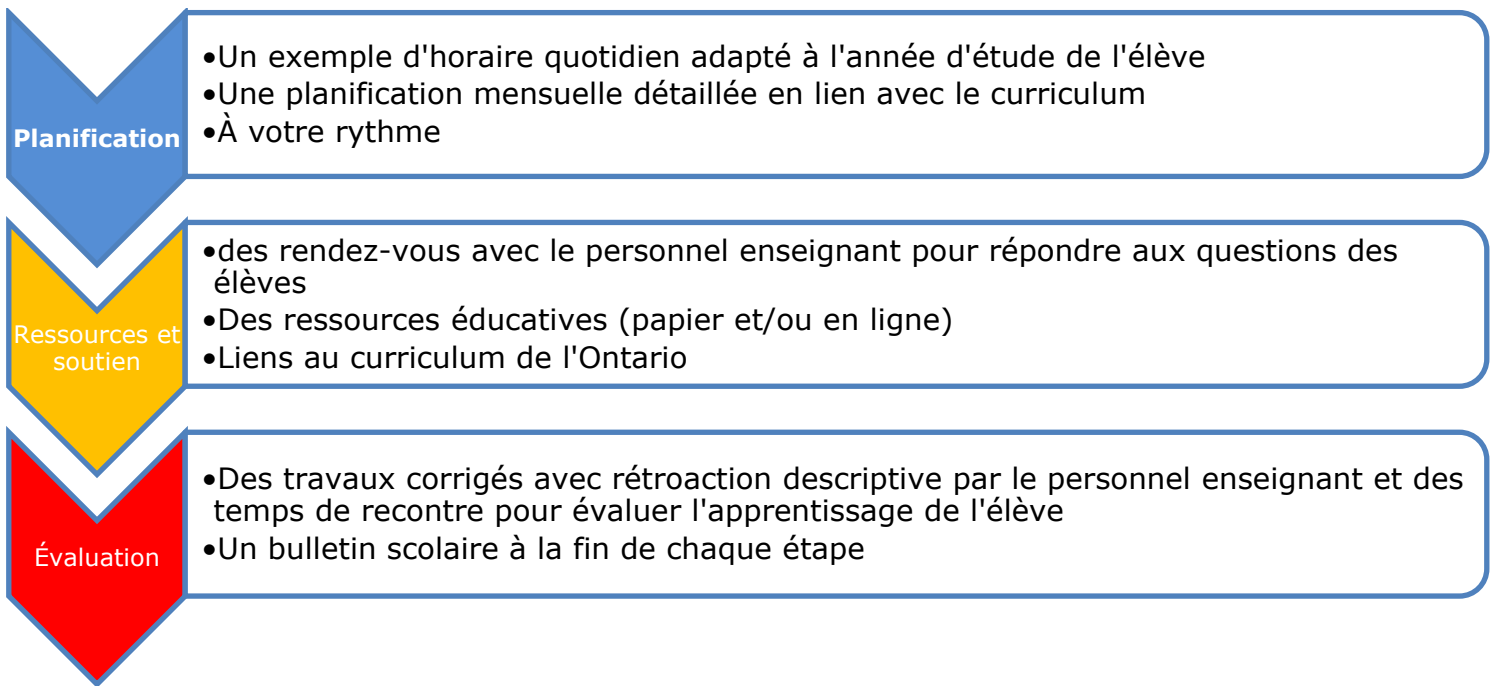 Planification
•Un exemple d'horaire quotidien adapté à l'année d'étude de l'élève
•Une planification mensuelle détaillée en lien avec le curriculum
•À votre rythme
Ressources et
soutien
•des rendez-vous avec le personnel enseignant pour répondre aux questions des
élèves
•Des ressources éducatives (papier et/ou en ligne)
•Liens au curriculum de l'Ontario
Évaluation
•Des travaux corrigés avec rétroaction descriptive par le personnel enseignant et des
temps de recontre pour évaluer l'apprentissage de l'élève
•Un bulletin scolaire à la fin de chaque étape